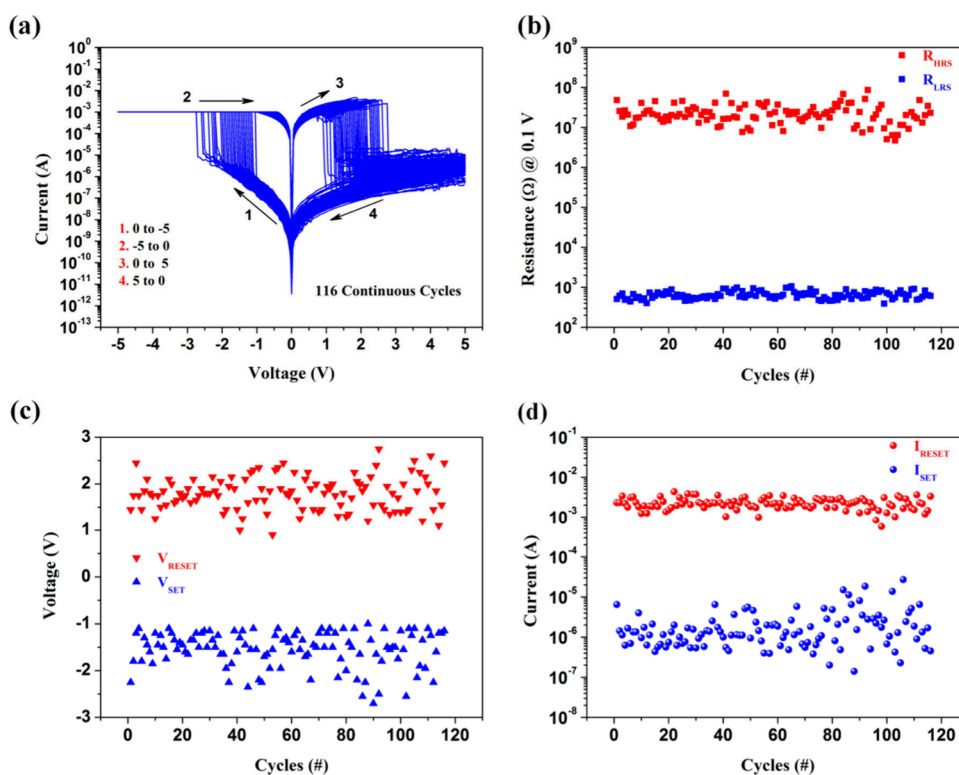 (a)
10^0
10^-1
10^-2
10^-3
10^-4
10^-5
10^-6
10^-7
10^-8
10^-9
10^-10
10^-11
10^-12
10^-13
Current (A)
2
3
1
4
1. 0 to -5
2. -5 to 0
3. 0 to 5
4. 5 to 0
116 Continuous Cycles
-5 -4 -3 -2 -1 0 1 2 3 4 5
Voltage (V)
(b)
10^9
10^8
10^7
10^6
10^5
10^4
10^3
10^2
Resistance (Ω) @ 0.1 V
R_HRS
R_LRS
0 20 40 60 80 100 120
Cycles (#)
(c)
3
2
1
0
-1
-2
-3
Voltage (V)
V_RESET
V_SET
0 20 40 60 80 100 120
Cycles (#)
(d)
10^-1
10^-2
10^-3
10^-4
10^-5
10^-6
10^-7
10^-8
Current (A)
I_RESET
I_SET
0 20 40 60 80 100 120
Cycles (#)